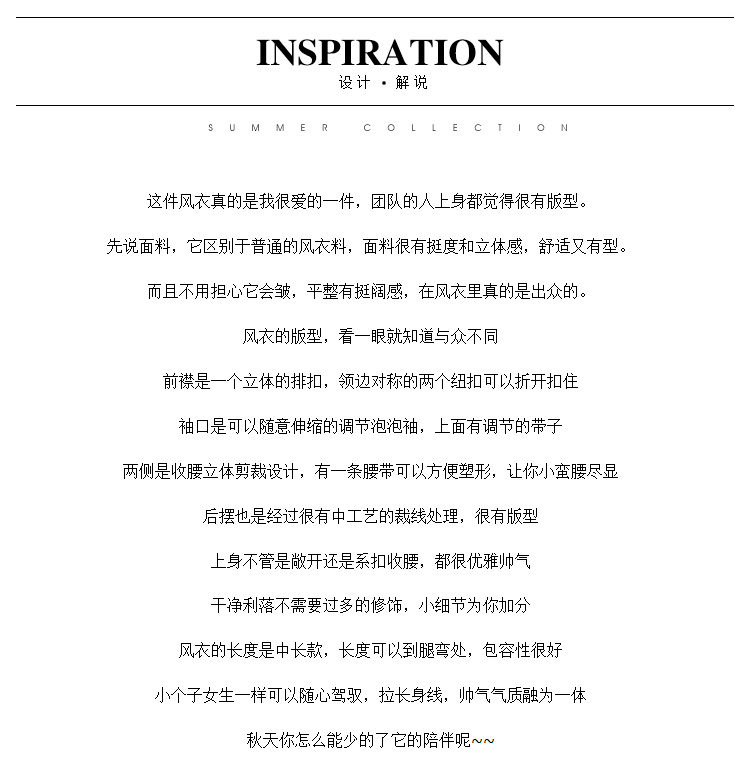 INSPIRATION
设计 • 解说
SUMMER COLLECTION
这件风衣真的是我很爱的一件，团队的人上身都觉得很有版型。
先说面料，它区别于普通的风衣料，面料很有挺度和立体感，舒适又有型。
而且不用担心它会皱，平整有挺阔感，在风衣里真的是出众的。
风衣的版型，看一眼就知道与众不同
前襟是一个立体的排扣，领边对称的两个纽扣可以折开扣住
袖口是可以随意伸缩的调节泡泡袖，上面有调节的带子
两侧是收腰立体剪裁设计，有一条腰带可以方便塑形，让你小蛮腰尽显
后摆也是经过很有中工艺的裁线处理，很有版型
上身不管是敞开还是系扣收腰，都很优雅帅气
干净利落不需要过多的修饰，小细节为你加分
风衣的长度是中长款，长度可以到腿弯处，包容性很好
小个子女生一样可以随心驾驭，拉长身线，帅气气质融为一体
秋天你怎么能少的了它的陪伴呢~~